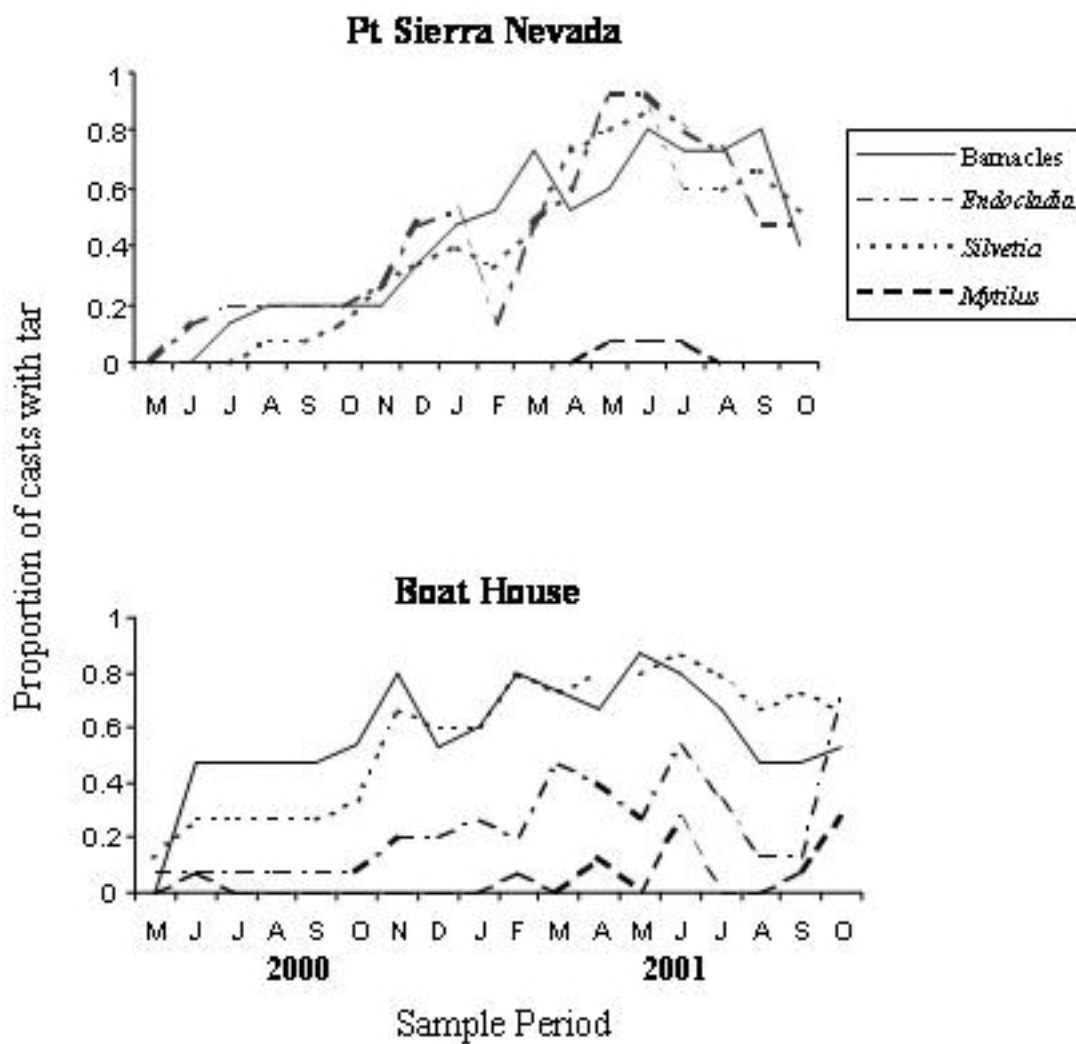 Pt Sierra Nevada
1
0.8
0.6
0.4
0.2
0
M J J A S O N D J F M A M J J A S O
Barnacles
Endocladia
Silvetia
Mytilus
Proportion of casts with tar
Boat House
1
0.8
0.6
0.4
0.2
0
M J J A S O N D J F M A M J J A S O
2000 2001
Sample Period